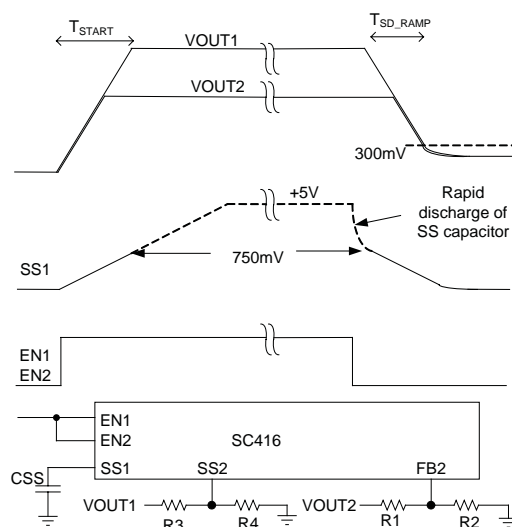 TSTART
TSD_RAMP
VOUT1
VOUT2
300mV
+5V
Rapid
discharge of
SS capacitor
750mV
SS1
EN1
EN2
EN1
EN2
SC416
CSS
SS1
SS2
FB2
VOUT1
R3
R4
VOUT2
R1
R2